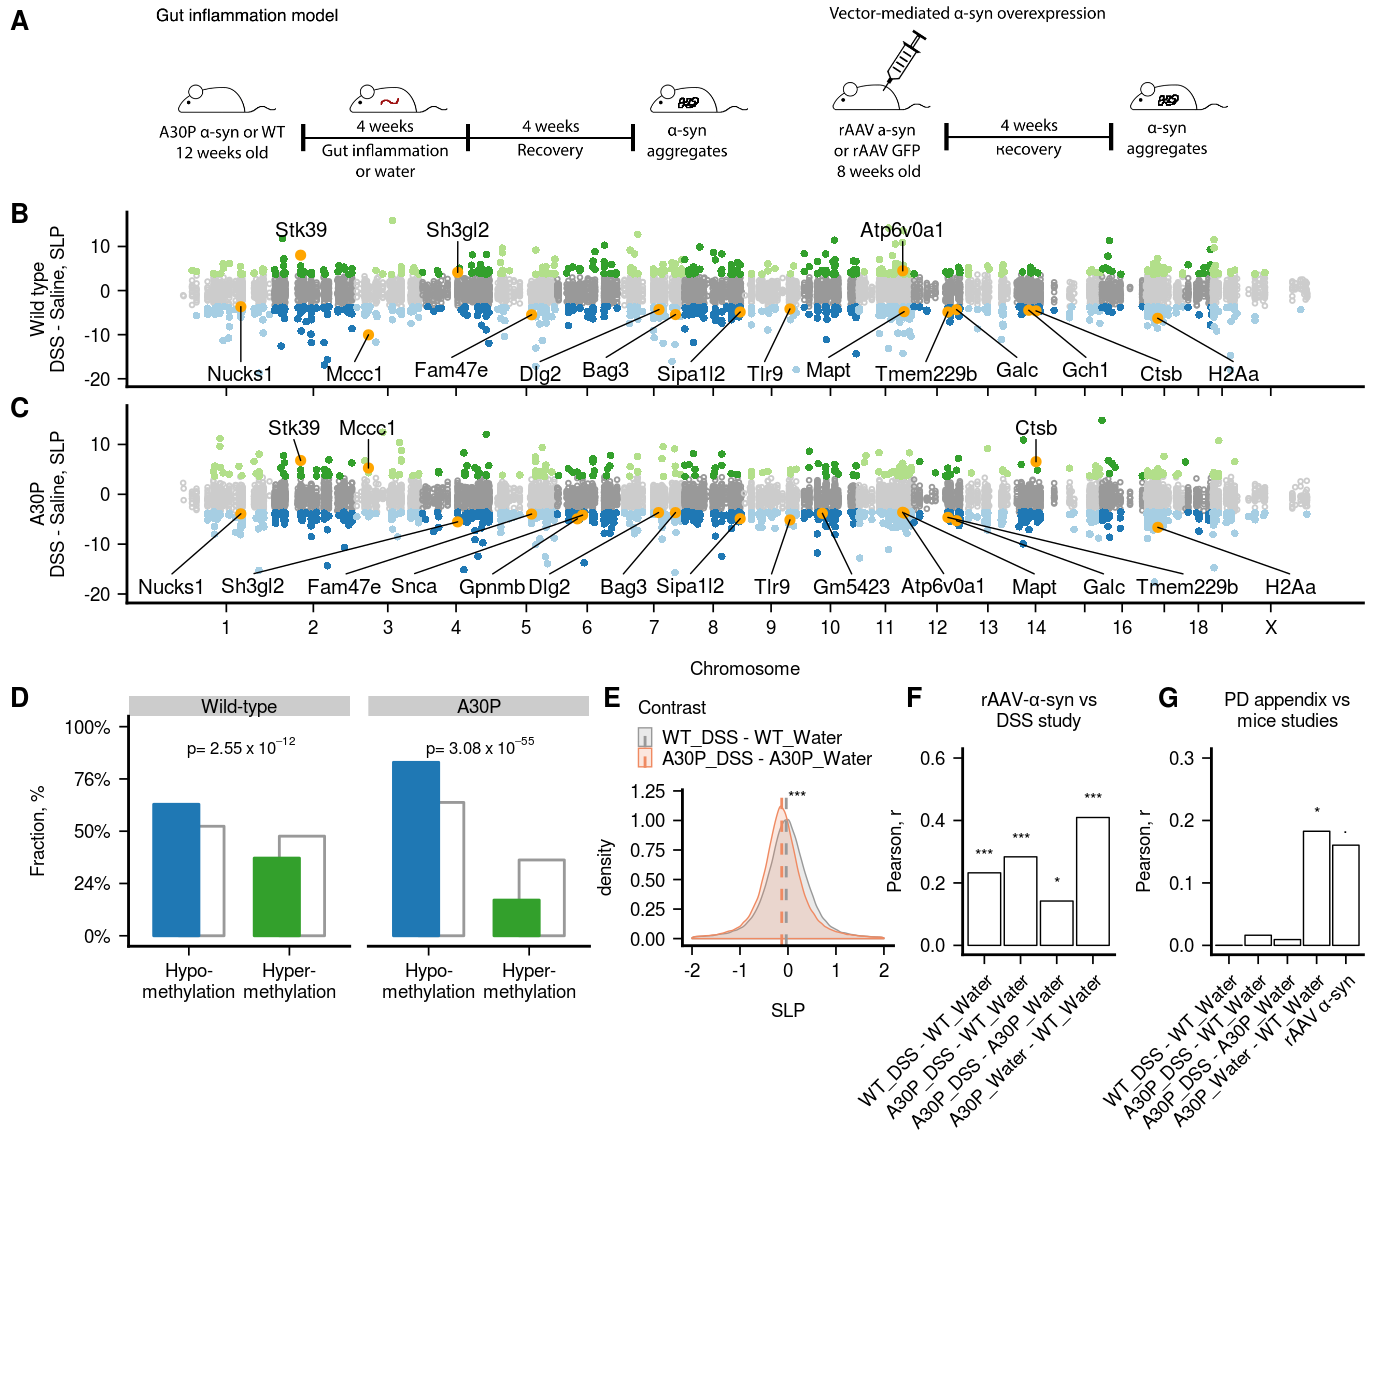 A
Gut inflammation model
Vector-mediated α-syn overexpression
A30P α-syn or WT
12 weeks old
4 weeks
Gut inflammation
or water
4 weeks
Recovery
α-syn
aggregates
rAAV a-syn
or rAAV GFP
8 weeks old
4 weeks
Recovery
α-syn
aggregates
B
Wild type
DSS - Saline, SLP
10
0
-10
-20
Stk39
Sh3gl2
Atp6v0a1
Nucks1
Mccc1
Fam47e
Dlg2
Bag3
Sipa1l2
Tlr9
Mapt
Tmem229b
Galc
Gch1
Ctsb
H2Aa
C
A30P
DSS - Saline, SLP
10
0
-10
-20
Stk39
Mccc1
Ctsb
Nucks1
Sh3gl2
Fam47e
Snca
Gpnmb
Dlg2
Bag3
Sipa1l2
Tlr9
Gm5423
Atp6v0a1
Mapt
Galc
Tmem229b
H2Aa
1 2 3 4 5 6 7 8 9 10 11 12 13 14 16 18 X
Chromosome
D
Wild-type
A30P
Fraction, %
100%
76%
50%
24%
0%
p= 2.55 x 10⁻¹²
p= 3.08 x 10⁻⁵⁵
Hypo-
methylation
Hyper-
methylation
Hypo-
methylation
Hyper-
methylation
E
Contrast
WT_DSS - WT_Water
A30P_DSS - A30P_Water
density
1.25
1.00
0.75
0.50
0.25
0.00
***
-2 -1 0 1 2
SLP
F
rAAV-α-syn vs
DSS study
Pearson, r
0.6
0.4
0.2
0.0
***
***
*
***
WT_DSS - WT_Water
A30P_DSS - WT_Water
A30P_DSS - A30P_Water
A30P_Water - WT_Water
G
PD appendix vs
mice studies
Pearson, r
0.3
0.2
0.1
0.0
*
.
WT_DSS - WT_Water
A30P_DSS - WT_Water
A30P_DSS - A30P_Water
A30P_Water - WT_Water
rAAV α-syn